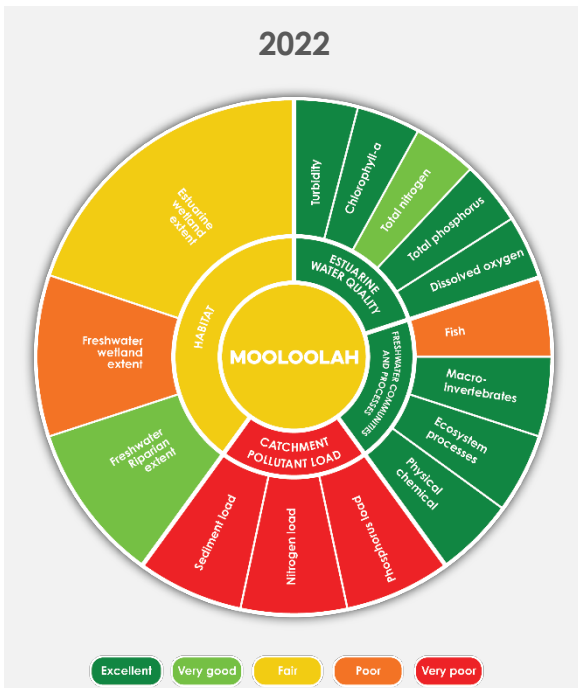 2022
Turbidity
Chlorophyll-a
Total nitrogen
Total phosphorus
Dissolved oxygen
ESTUARINE
WATER QUALITY
Fish
Macro-
Invertebrates
Ecosystem
processes
Physical
chemical
FRESHWATER COMMUNITIES
AND PROCESSES
Phosphorus load
Nitrogen load
Sediment load
CATCHMENT
POLLUTANT LOAD
Freshwater
Riparian
extent
Freshwater
wetland
extent
Estuarine
wetland
extent
HABITAT
MOOLOOLAH
Excellent
Very good
Fair
Poor
Very poor